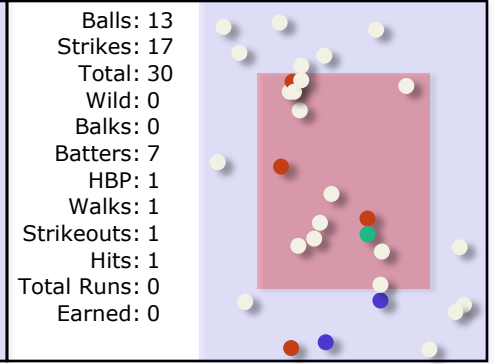 Balls: 13
Strikes: 17
Total: 30
Wild: 0
Balks: 0
Batters: 7
HBP: 1
Walks: 1
Strikeouts: 1
Hits: 1
Total Runs: 0
Earned: 0